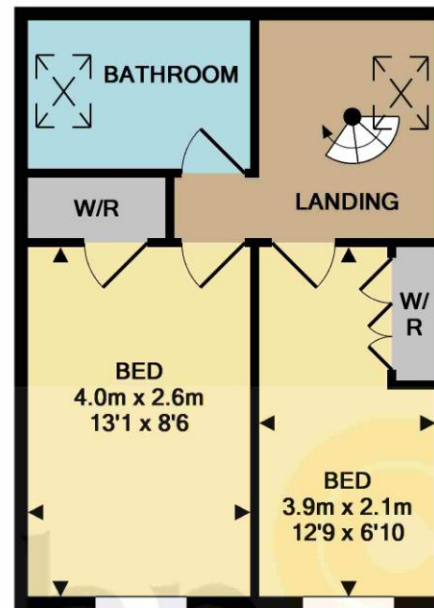 BATHROOM
W/R
LANDING
W/
R
BED
4.0m x 2.6m
13'1 x 8'6
BED
3.9m x 2.1m
12'9 x 6'10